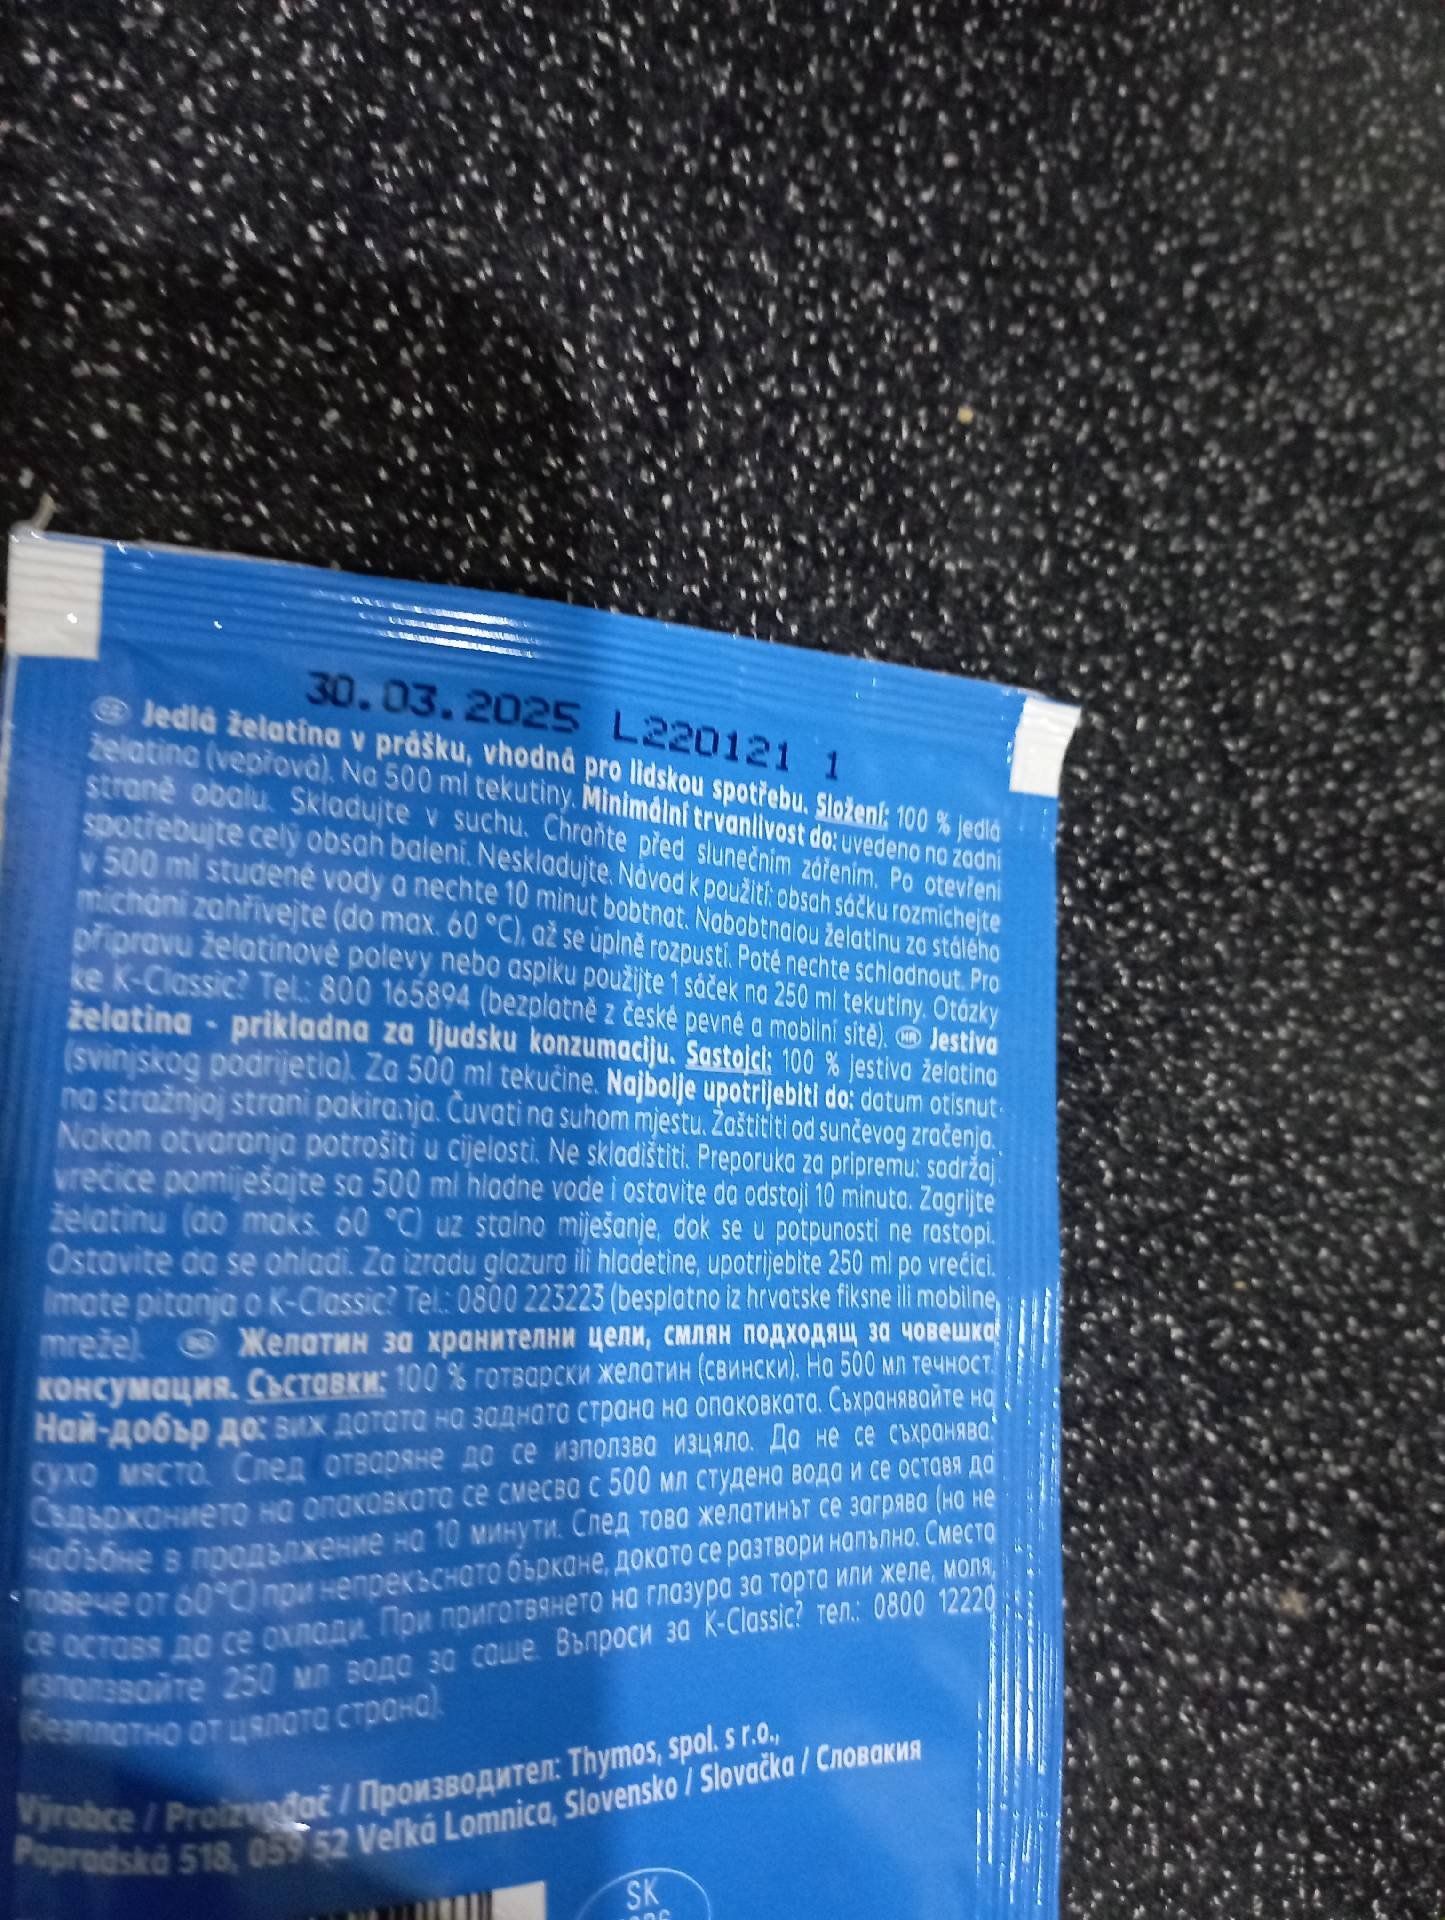 30.03.2025 L220121 1
CZ Jedlá želatina v prášku, vhodná pro lidskou spotřebu. Složení: 100 % jedlá
želatina (vepřová). Na 500 ml tekutiny. Minimální trvanlivost do: uvedeno na zadní
straně obalu. Skladujte v suchu. Chraňte před slunečním zářením. Po otevření
spotřebujte celý obsah balení. Neskladujte. Návod k použití: obsah sáčku rozmíchejte
v 500 ml studené vody a nechte 10 minut bobtnat. Nabobtnalou želatinu za stálého
míchání zahřívejte (do max. 60 °C), až se úplně rozpustí. Poté nechte schladnout. Pro
přípravu želatinové polevy nebo aspiku použijte 1 sáček na 250 ml tekutiny. Otázky
ke K-Classic? Tel.: 800 165894 (bezplatně z české pevné a mobilní sítě). HR Jestiva
želatina - prikladna za ljudsku konzumaciju. Sastojci: 100 % jestiva želatina
(svinjskog podrijetla). Za 500 ml tekućine. Najbolje upotrijebiti do: datum otisnut
na stražnjoj strani pakiranja. Čuvati na suhom mjestu. Zaštititi od sunčevog zračenja.
Nakon otvaranja potrošiti u cijelosti. Ne skladištiti. Preporuka za pripremu: sadržaj
vrećice pomiješajte sa 500 ml hladne vode i ostavite da odstoji 10 minuta. Zagrijte
želatinu (do maks. 60 °C) uz stalno miješanje, dok se u potpunosti ne rastopi.
Ostavite da se ohladi. Za izradu glazura ili hladetine, upotrijebite 250 ml po vrećici.
Imate pitanja o K-Classic? Tel.: 0800 223223 (besplatno iz hrvatske fiksne ili mobilne
mreže). BG Желатин за хранителни цели, смлян подходящ за човешка
консумация. Съставки: 100 % готварски желатин (свински). На 500 мл течност.
Най-добър до: виж датата на задната страна на опаковката. Съхранявайте на
сухо място. След отваряне да се използва изцяло. Да не се съхранява.
Съдържанието на опаковката се смесва с 500 мл студена вода и се оставя да
набъбне в продължение на 10 минути. След това желатинът се загрява (но не
повече от 60°C) при непрекъснато бъркане, докато се разтвори напълно. Сместа
се оставя да се охлади. При приготвянето на глазура за торта или желе, моля,
използвайте 250 мл вода за саше. Въпроси за K-Classic? тел.: 0800 12220
(безплатно от цялата страна).
Výrobce / Proizvođač / Производител: Thymos, spol. s r.o.,
Popradská 518, 059 52 Veľká Lomnica, Slovensko / Slovačka / Словакия
SK